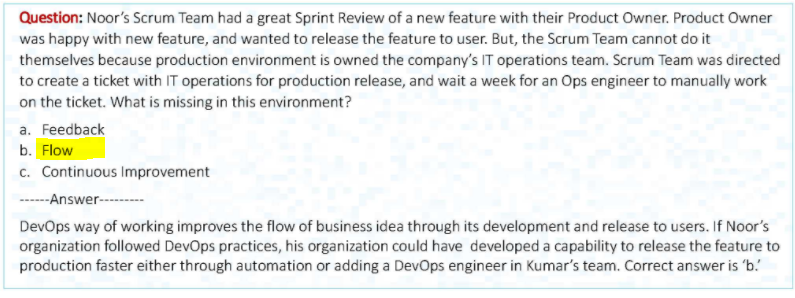 Question: Noor's Scrum Team had a great Sprint Review of a new feature with their Product Owner. Product Owner
was happy with new feature, and wanted to release the feature to user. But, the Scrum Team cannot do it
themselves because production environment is owned the company's IT operations team. Scrum Team was directed
to create a ticket with IT operations for production release, and wait a week for an Ops engineer to manually work
on the ticket. What is missing in this environment?
a. Feedback
b. Flow
c. Continuous Improvement
------Answer---------
DevOps way of working improves the flow of business idea through its development and release to users. If Noor's
organization followed DevOps practices, his organization could have developed a capability to release the feature to
production faster either through automation or adding a DevOps engineer in Kumar's team. Correct answer is 'b.'